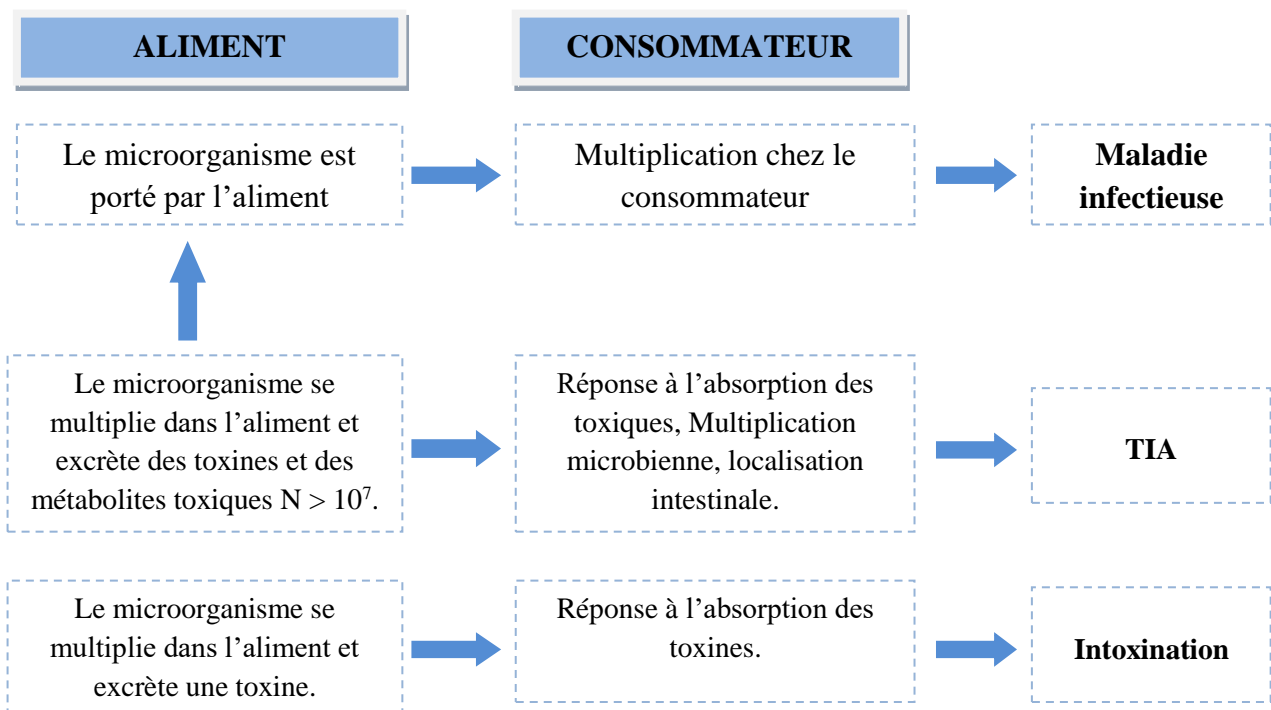 ALIMENT
CONSOMMATEUR
Le microorganisme est
porté par l’aliment
Multiplication chez le
consommateur
Maladie
infectieuse
Le microorganisme se
multiplie dans l’aliment et
excrète des toxines et des
métabolites toxiques N > 10⁷.
Réponse à l’absorption des
toxiques, Multiplication
microbienne, localisation
intestinale.
TIA
Le microorganisme se
multiplie dans l’aliment et
excrète une toxine.
Réponse à l’absorption des
toxines.
Intoxination